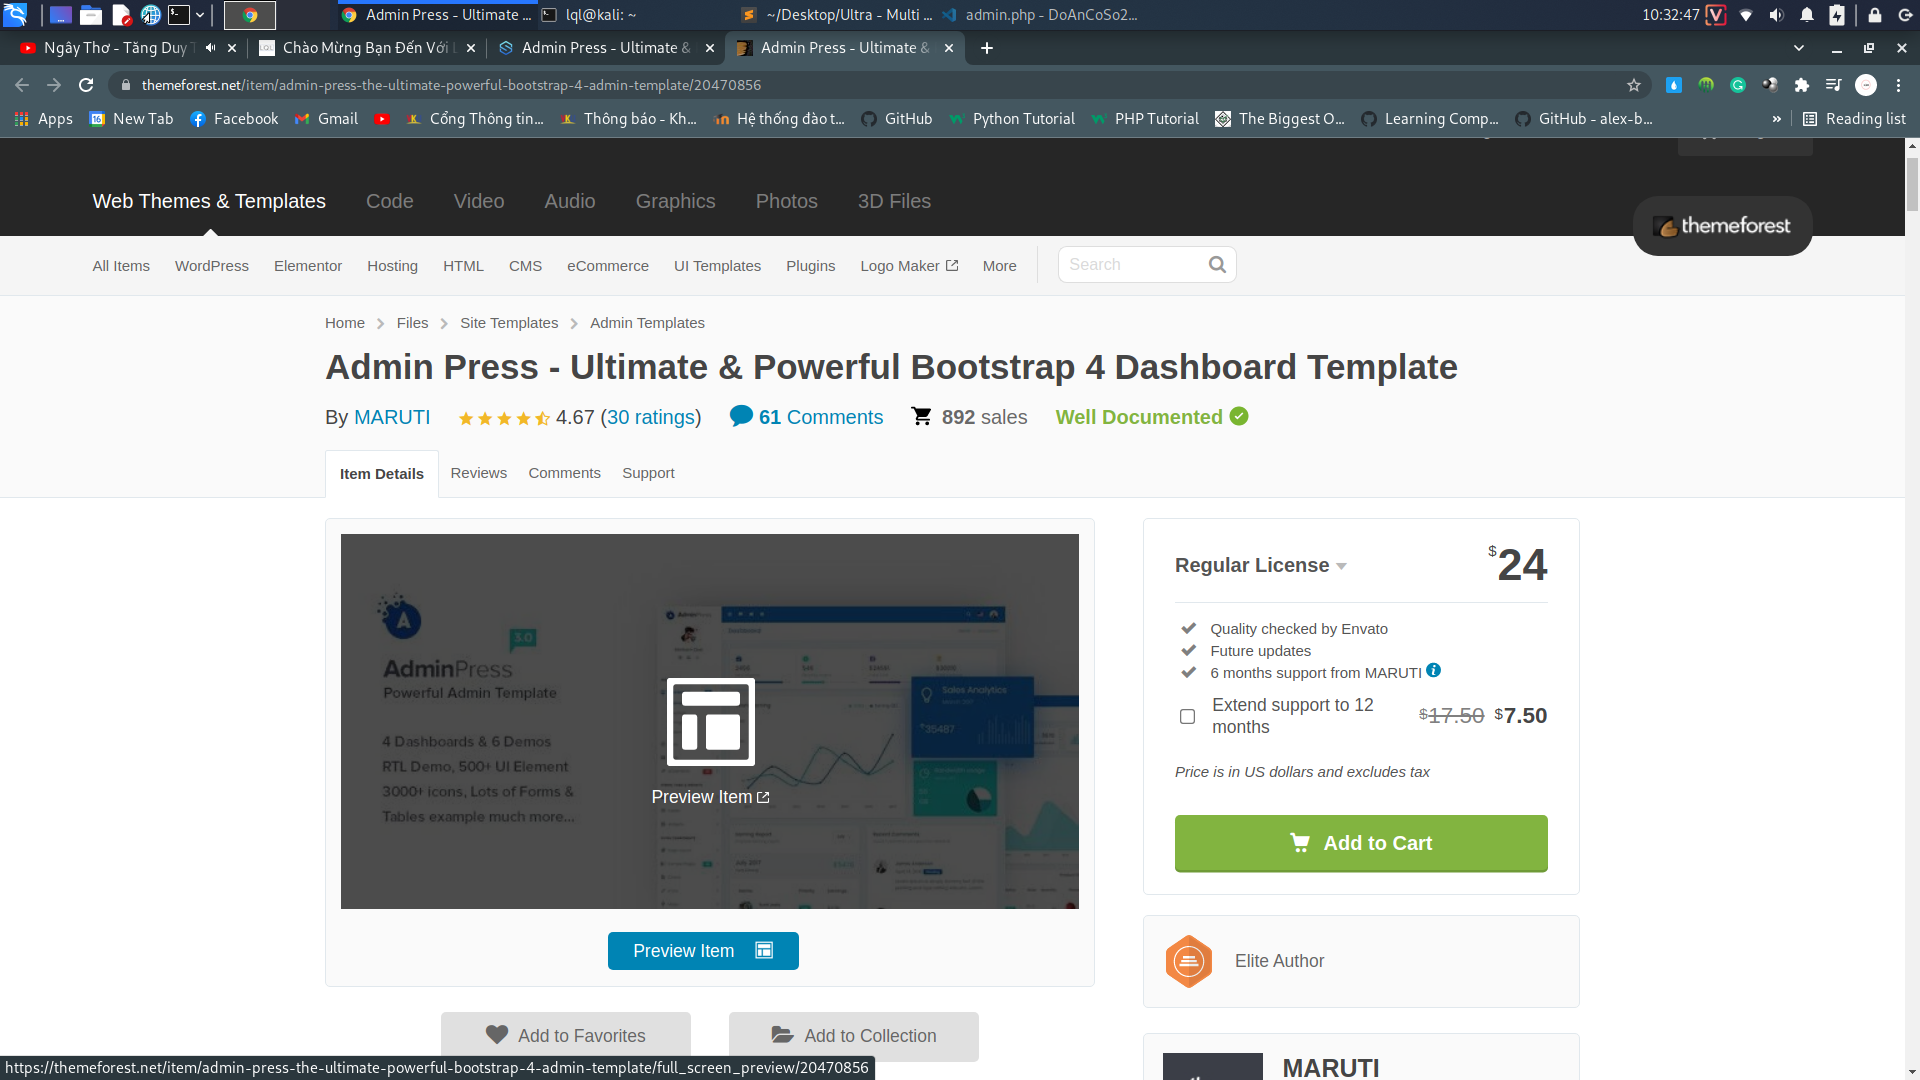 Admin Press - Ultimate ...
lql@kali: ~
~/Desktop/Ultra - Multi ...
admin.php - DoAnCoSo2...
10:32:47
Ngây Thơ - Tăng Duy T
Chào Mừng Bạn Đến Với L
Admin Press - Ultimate &
Admin Press - Ultimate &
themeforest.net/item/admin-press-the-ultimate-powerful-bootstrap-4-admin-template/20470856
Apps
New Tab
Facebook
Gmail
Cổng Thông tin...
Thông báo - Kh...
Hệ thống đào t...
GitHub
Python Tutorial
PHP Tutorial
The Biggest O...
Learning Comp...
GitHub - alex-b...
»
Reading list
Web Themes & Templates
Code
Video
Audio
Graphics
Photos
3D Files
themeforest
All Items
WordPress
Elementor
Hosting
HTML
CMS
eCommerce
UI Templates
Plugins
Logo Maker
More
Search
Home
Files
Site Templates
Admin Templates
Admin Press - Ultimate & Powerful Bootstrap 4 Dashboard Template
By MARUTI
4.67 (30 ratings)
61 Comments
892 sales
Well Documented
Item Details
Reviews
Comments
Support
3.0
AdminPress
Powerful Admin Template
4 Dashboards & 6 Demos
RTL Demo, 500+ UI Element
3000+ icons, Lots of Forms &
Tables example much more...
Sales Analytics
Preview Item
Preview Item
Add to Favorites
Add to Collection
Regular License
$24
Quality checked by Envato
Future updates
6 months support from MARUTI
Extend support to 12
months
$17.50 $7.50
Price is in US dollars and excludes tax
Add to Cart
Elite Author
MARUTI
https://themeforest.net/item/admin-press-the-ultimate-powerful-bootstrap-4-admin-template/full_screen_preview/20470856